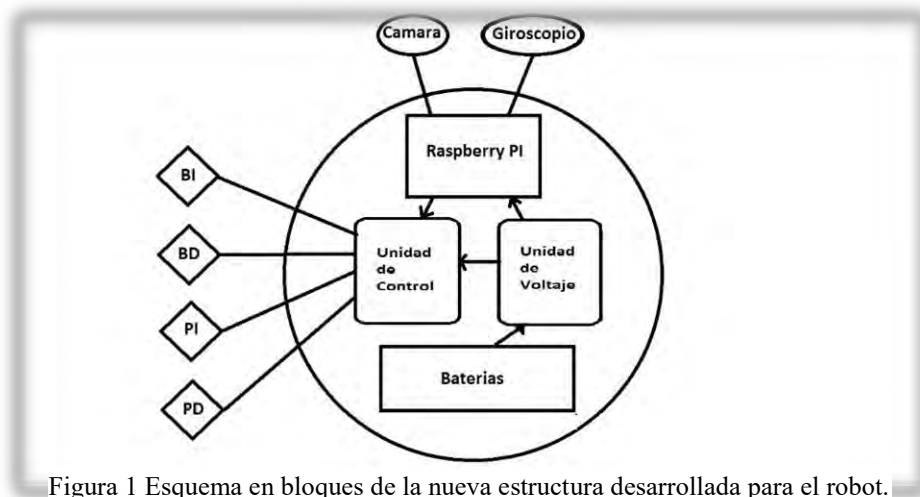 Camara
Giroscopio
Raspberry PI
BI
BD
PI
PD
Unidad
de
Control
Unidad
de
Voltaje
Baterias
Figura 1 Esquema en bloques de la nueva estructura desarrollada para el robot.